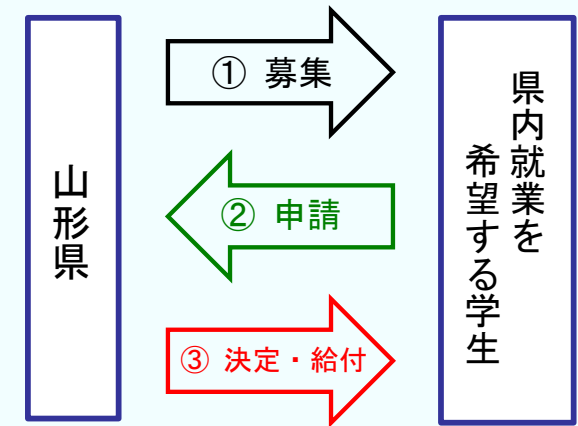 山形県
① 募集
② 申請
③ 決定・給付
県内就業を
希望する学生